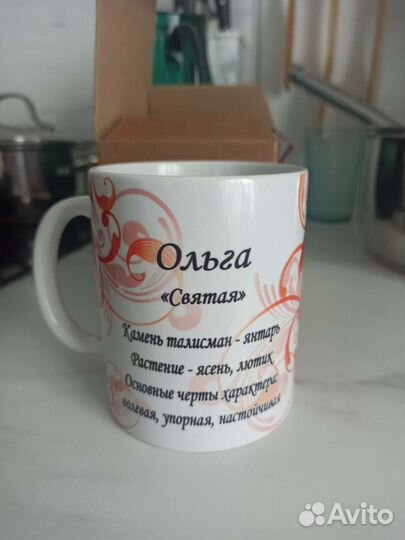 Ольга
«Святая»
Камень талисман - янтарь
Растение - ясень, лютик
Основные черты характера:
волевая, упорная, настойчивая
Avito